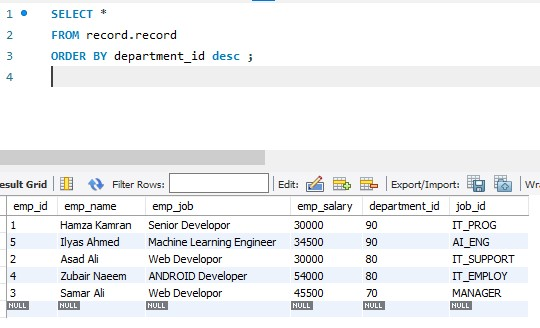 1 SELECT *
2 FROM record.record
3 ORDER BY department_id desc ;
4
esult Grid Filter Rows: Edit: Export/Import: Wra
emp_id emp_name emp_job emp_salary department_id job_id
1 Hamza Kamran Senior Developor 30000 90 IT_PROG
5 Ilyas Ahmed Machine Learning Engineer 34500 90 AI_ENG
2 Asad Ali Web Developor 30000 80 IT_SUPPORT
4 Zubair Naeem ANDROID Developer 54000 80 IT_EMPLOY
3 Samar Ali Web Developor 45500 70 MANAGER
NULL NULL NULL NULL NULL NULL